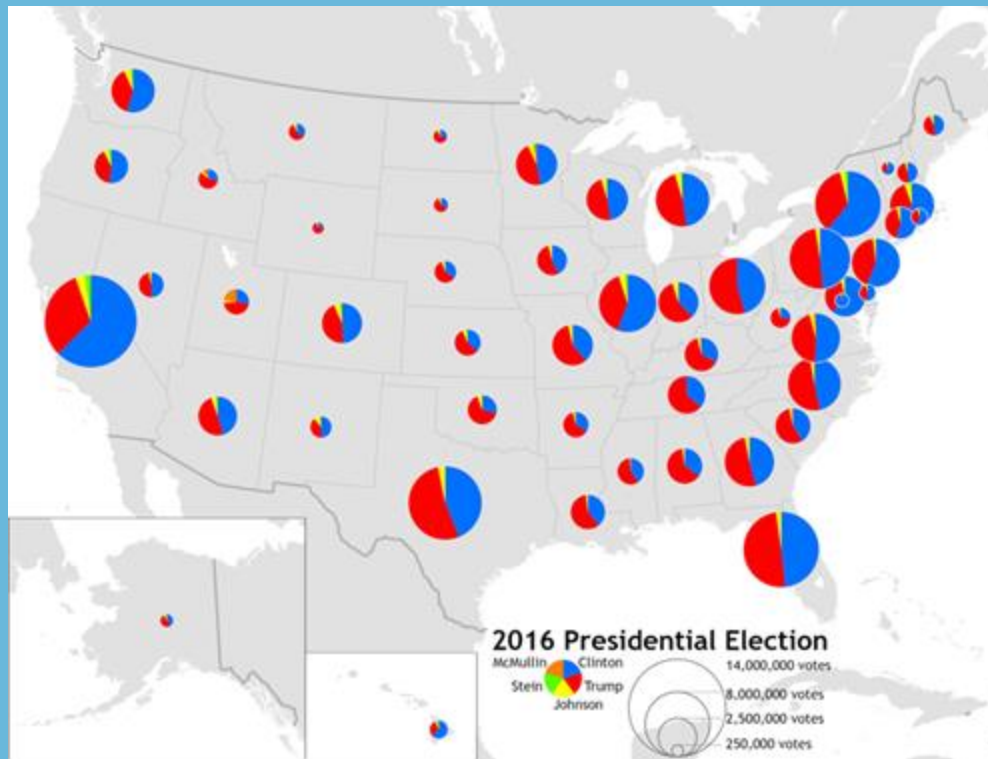 2016 Presidential Election
McMullin Clinton
Stein Trump
Johnson
14,000,000 votes
8,000,000 votes
2,500,000 votes
250,000 votes